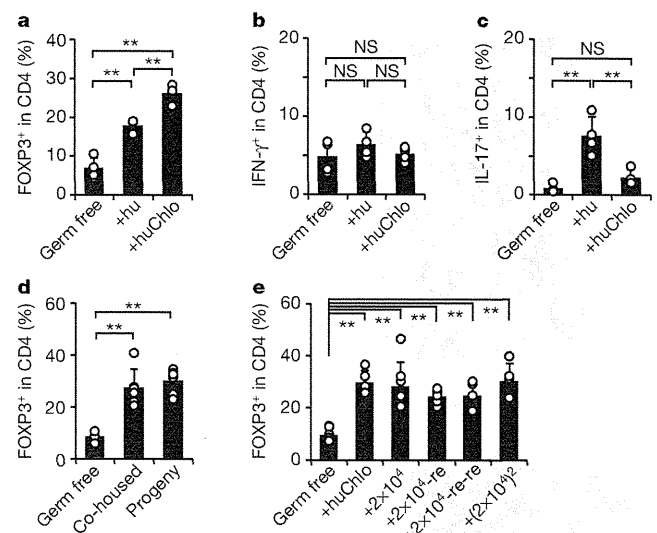 a
FOXP3⁺ in CD4 (%)
40
30
20
10
0
**
**
**
Germ free
+hu
+huChlo
b
IFN-γ⁺ in CD4 (%)
20
10
0
NS
NS
NS
Germ free
+hu
+huChlo
c
IL-17⁺ in CD4 (%)
20
10
0
NS
**
**
Germ free
+hu
+huChlo
d
FOXP3⁺ in CD4 (%)
60
40
20
0
**
**
Germ free
Co-housed
Progeny
e
FOXP3⁺ in CD4 (%)
60
40
20
0
** ** ** ** **
Germ free
+huChlo
+2×10⁴
+2×10⁴-re
+2×10⁴-re-re
+(2×10⁴)²